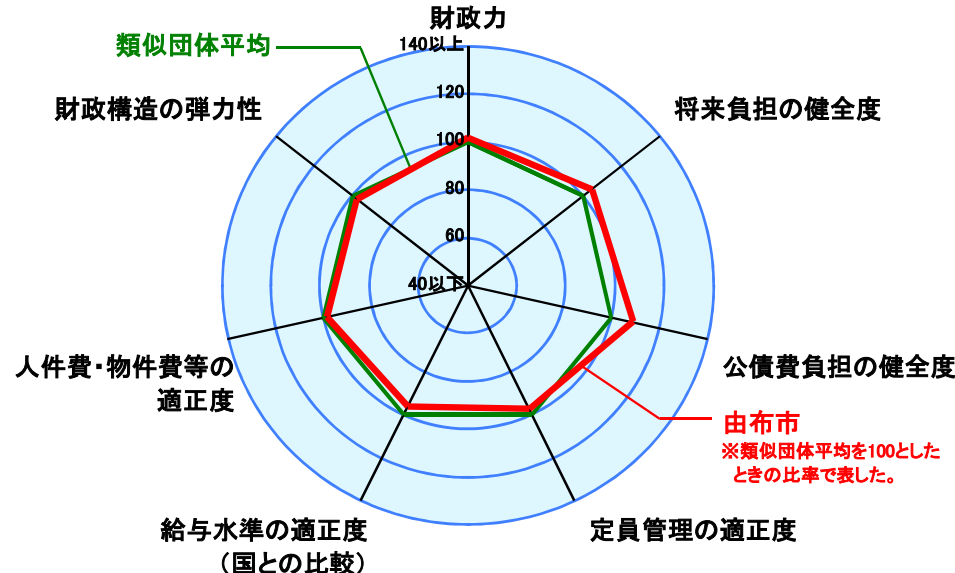 財政力
140以上
類似団体平均
120
財政構造の弾力性
将来負担の健全度
100
80
60
40以下
人件費・物件費等の
適正度
公債費負担の健全度
由布市
※類似団体平均を100とした
ときの比率で表した。
給与水準の適正度
（国との比較）
定員管理の適正度